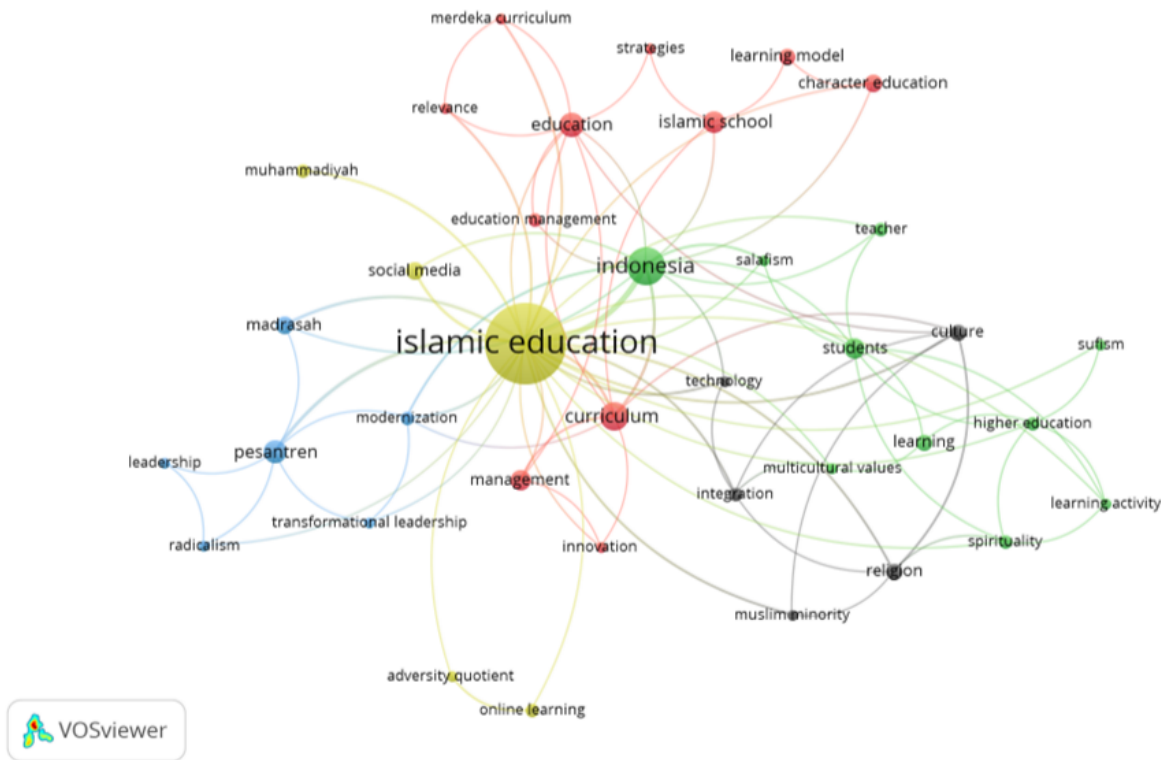 merdeka curriculum
strategies
learning model
character education
relevance
education
islamic school
muhammadiyah
education management
teacher
social media
indonesia
salafism
madrasah
islamic education
culture
students
sufism
technology
modernization
curriculum
higher education
pesantren
learning
leadership
multicultural values
management
integration
learning activity
transformational leadership
radicalism
innovation
spirituality
religion
muslim minority
adversity quotient
online learning
VOSviewer